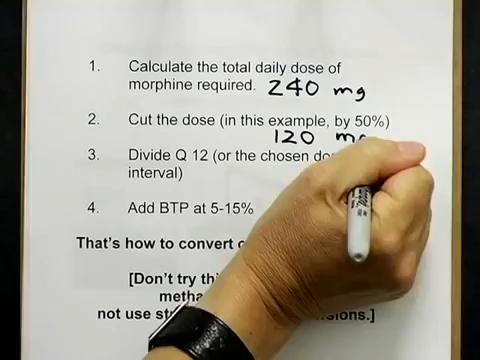 1. Calculate the total daily dose of
morphine required. 240 mg
2. Cut the dose (in this example, by 50%)
120
3. Divide Q 12 (or the chosen
interval)
4. Add BTP at 5-15%
That's how to convert
[Don't try
not use